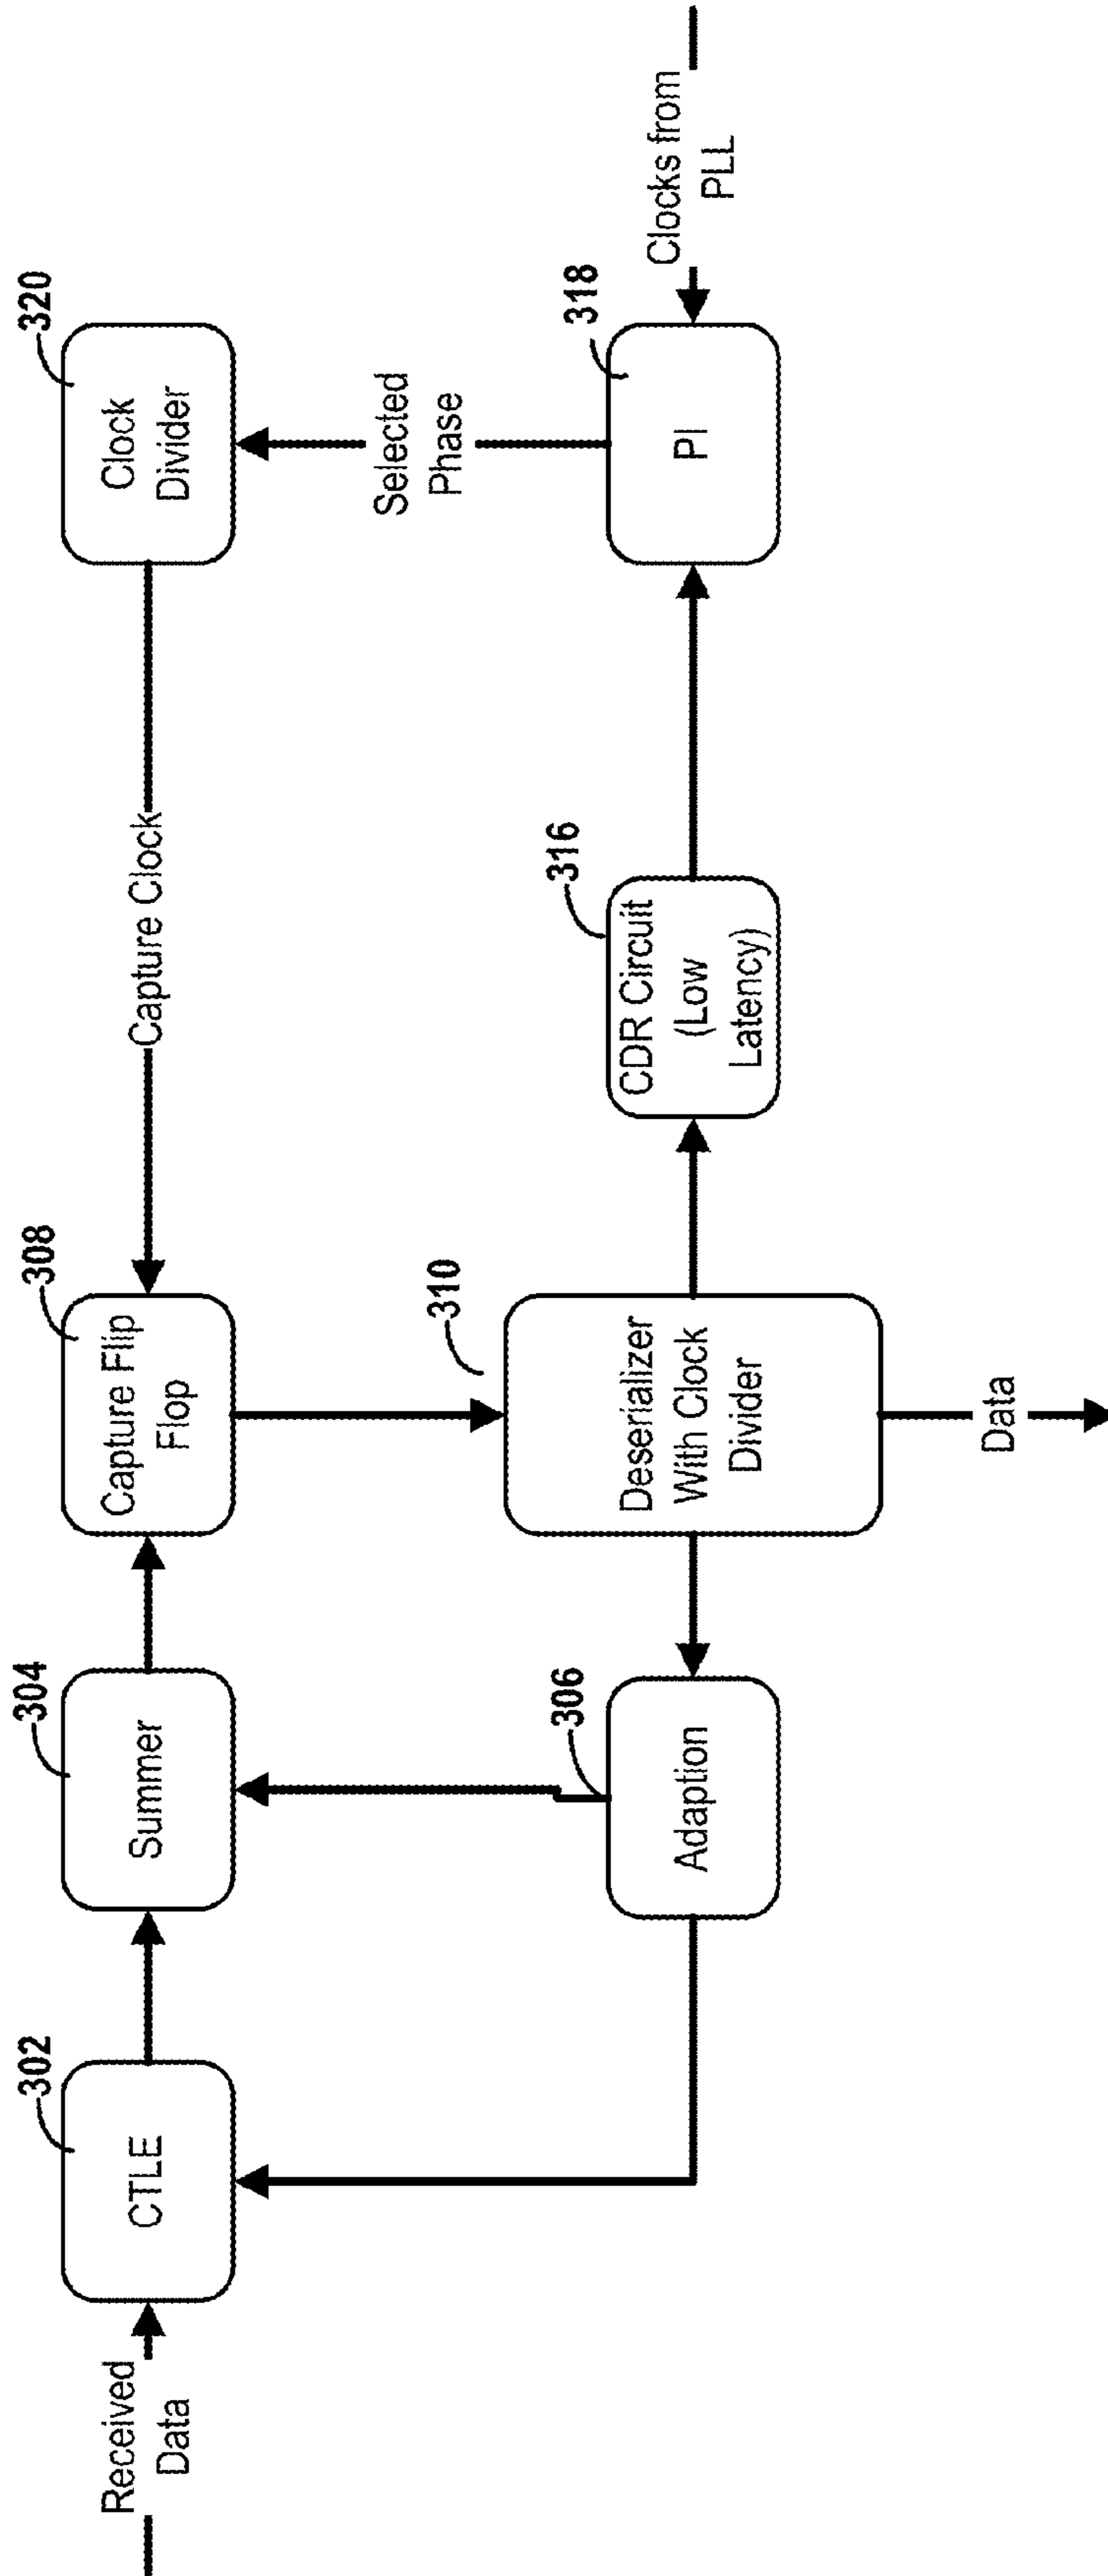 Received
Data
302
CTLE
304
Summer
308
Capture Flip
Flop
Capture Clock
320
Clock
Divider
306
Adaption
310
Deserializer
With Clock
Divider
316
CDR Circuit
(Low
Latency)
Selected
Phase
318
PI
Clocks from
PLL
Data